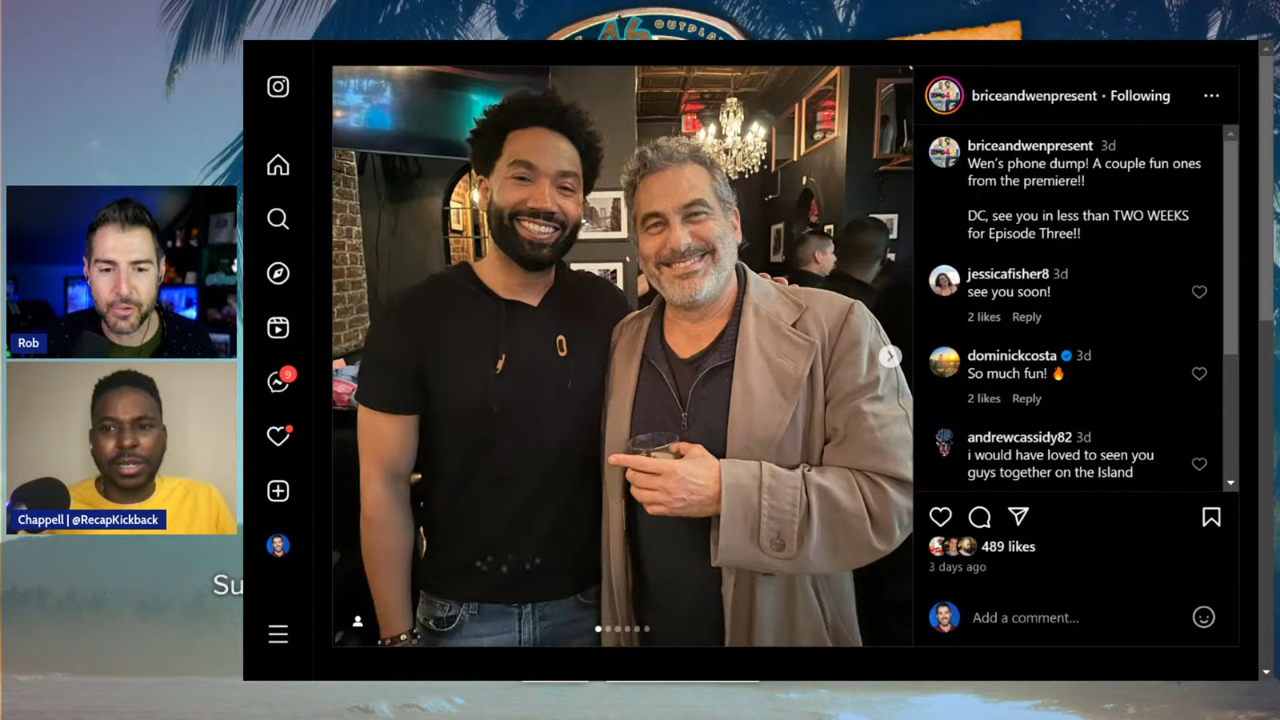 OUTPLA
Rob
Chappell | @RecapKickback
Su
9
briceandwenpresent • Following
briceandwenpresent 3d
Wen's phone dump! A couple fun ones
from the premiere!!
DC, see you in less than TWO WEEKS
for Episode Three!!
jessicafisher8 3d
see you soon!
2 likes Reply
dominickcosta 3d
So much fun! 🔥
2 likes Reply
andrewcassidy82 3d
i would have loved to seen you
guys together on the Island
489 likes
3 days ago
Add a comment...